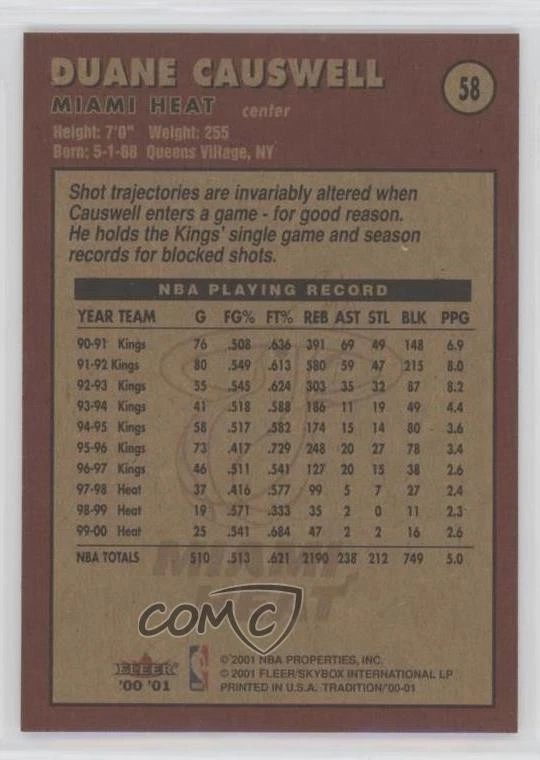 DUANE CAUSWELL
58
MIAMI HEAT center
Height: 7'0" Weight: 255
Born: 5-1-68 Queens Village, NY
Shot trajectories are invariably altered when
Causwell enters a game - for good reason.
He holds the Kings' single game and season
records for blocked shots.
NBA PLAYING RECORD
YEAR TEAM G FG% FT% REB AST STL BLK PPG
90-91 Kings 76 .508 .636 391 69 49 148 6.9
91-92 Kings 80 .549 .613 580 59 47 215 8.0
92-93 Kings 55 .545 .624 303 35 32 87 8.2
93-94 Kings 41 .518 .588 186 11 19 49 4.4
94-95 Kings 58 .517 .582 174 15 14 80 3.6
95-96 Kings 73 .417 .729 248 20 27 78 3.4
96-97 Kings 46 .511 .541 127 20 15 38 2.6
97-98 Heat 37 .416 .577 99 5 7 27 2.4
98-99 Heat 19 .571 .333 35 2 0 11 2.3
99-00 Heat 25 .541 .684 47 2 2 16 2.6
NBA TOTALS 510 .513 .621 2190 238 212 749 5.0
MIAMI
HEAT
COMC
FLEER
'00 '01
© 2001 NBA PROPERTIES, INC.
© 2001 FLEER/SKYBOX INTERNATIONAL LP
PRINTED IN U.S.A. TRADITION/'00-01